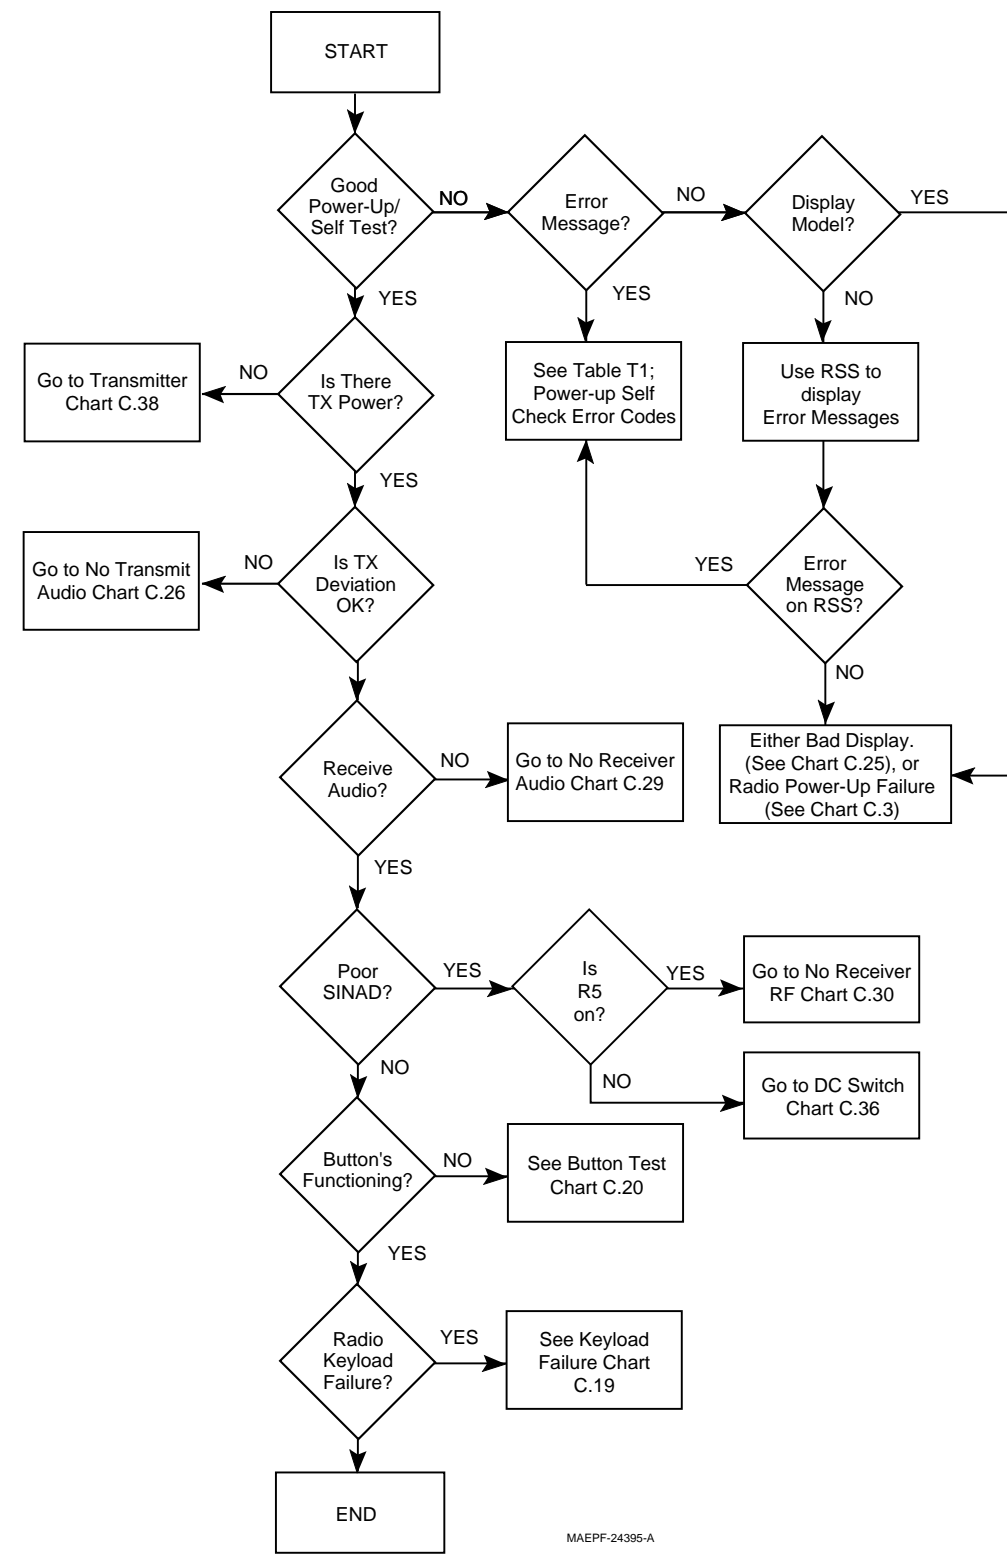 START
Good
Power-Up/
Self Test?
NO
Error
Message?
NO
Display
Model?
YES
YES
YES
NO
Go to Transmitter
Chart C.38
NO
Is There
TX Power?
See Table T1;
Power-up Self
Check Error Codes
Use RSS to
display
Error Messages
YES
Go to No Transmit
Audio Chart C.26
NO
Is TX
Deviation
OK?
YES
Error
Message
on RSS?
NO
Receive
Audio?
NO
Go to No Receiver
Audio Chart C.29
Either Bad Display.
(See Chart C.25), or
Radio Power-Up Failure
(See Chart C.3)
YES
Poor
SINAD?
YES
Is
R5
on?
YES
Go to No Receiver
RF Chart C.30
NO
NO
Go to DC Switch
Chart C.36
Button's
Functioning?
NO
See Button Test
Chart C.20
YES
Radio
Keyload
Failure?
YES
See Keyload
Failure Chart
C.19
END
MAEPF-24395-A